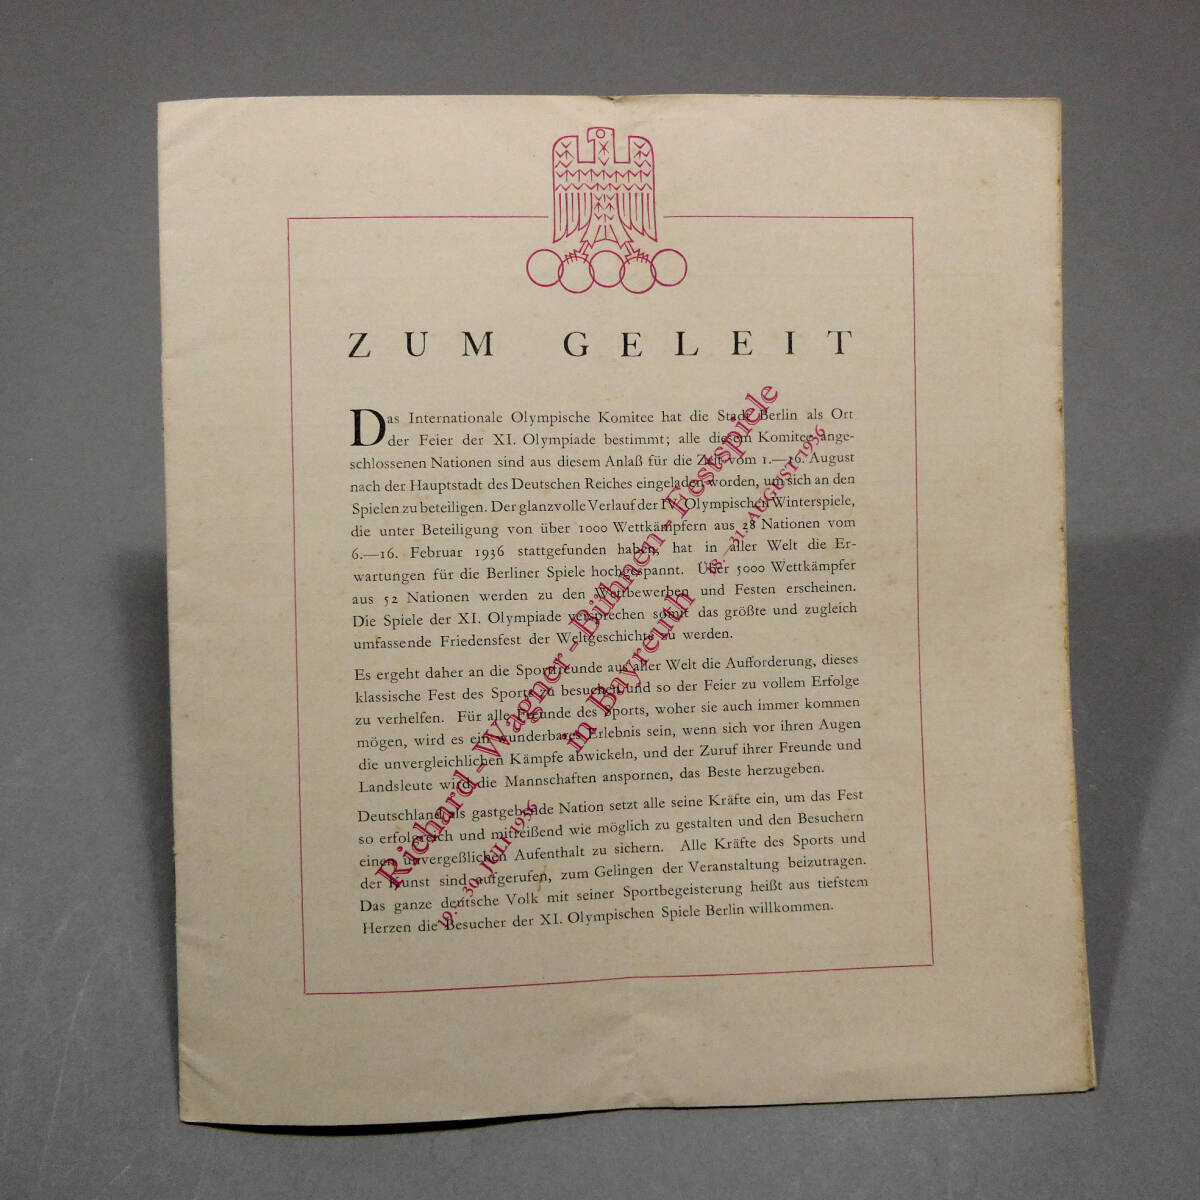 ZUM GELEIT
Das Internationale Olympische Komitee hat die Stadt Berlin als Ort
der Feier der XI. Olympiade bestimmt; alle diesem Komitee ange-
schlossenen Nationen sind aus diesem Anlaß für die Zeit vom 1.—16. August
nach der Hauptstadt des Deutschen Reiches eingeladen worden, um sich an den
Spielen zu beteiligen. Der glanzvolle Verlauf der IV. Olympischen Winterspiele,
die unter Beteiligung von über 1000 Wettkämpfern aus 28 Nationen vom
6.—16. Februar 1936 stattgefunden haben, hat in aller Welt die Er-
wartungen für die Berliner Spiele hochgespannt. Über 5000 Wettkämpfer
aus 52 Nationen werden zu den Wettbewerben und Festen erscheinen.
Die Spiele der XI. Olympiade versprechen somit das größte und zugleich
umfassende Friedensfest der Weltgeschichte zu werden.
Es ergeht daher an die Sportfreunde aus aller Welt die Aufforderung, dieses
klassische Fest des Sports zu besuchen und so der Feier zu vollem Erfolge
zu verhelfen. Für alle Freunde des Sports, woher sie auch immer kommen
mögen, wird es ein wunderbares Erlebnis sein, wenn sich vor ihren Augen
die unvergleichlichen Kämpfe abwickeln, und der Zuruf ihrer Freunde und
Landsleute wird die Mannschaften anspornen, das Beste herzugeben.
Deutschland als gastgebende Nation setzt alle seine Kräfte ein, um das Fest
so erfolgreich und mitreißend wie möglich zu gestalten und den Besuchern
einen unvergeßlichen Aufenthalt zu sichern. Alle Kräfte des Sports und
der Kunst sind aufgerufen, zum Gelingen der Veranstaltung beizutragen.
Das ganze deutsche Volk mit seiner Sportbegeisterung heißt aus tiefstem
Herzen die Besucher der XI. Olympischen Spiele Berlin willkommen.
Richard-Wagner-Bühnen-Festspiele
in Bayreuth
19.—30. JULI 1936
18.—31. AUGUST 1936